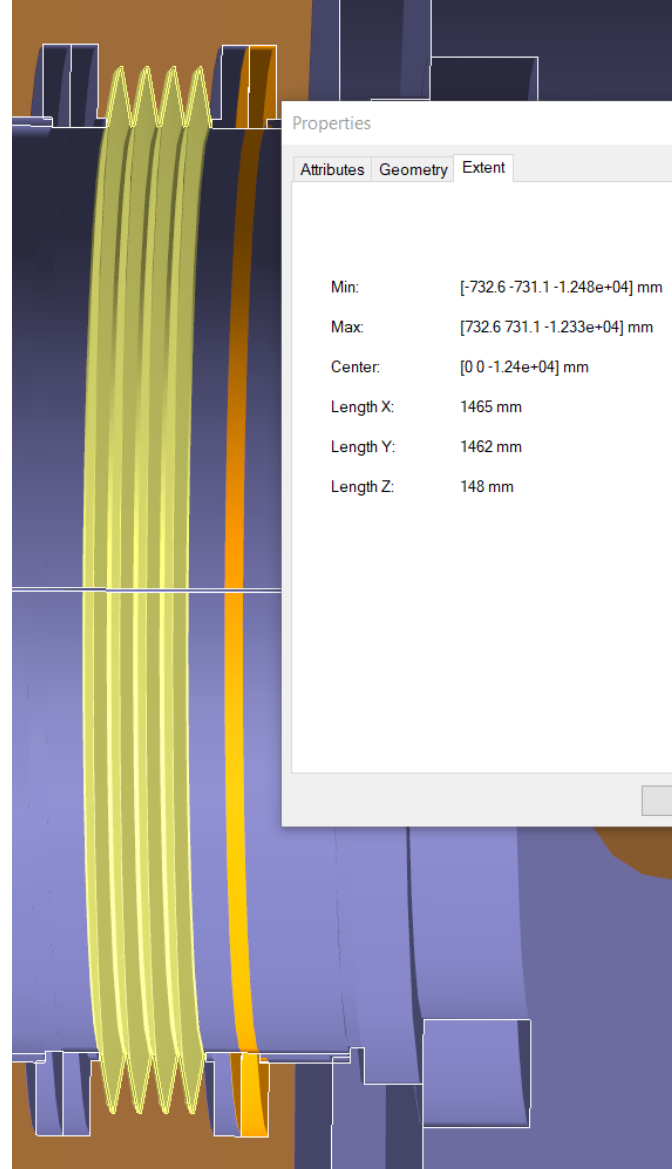 Properties
Attributes Geometry Extent
Min: [-732.6 -731.1 -1.248e+04] mm
Max: [732.6 731.1 -1.233e+04] mm
Center: [0 0 -1.24e+04] mm
Length X: 1465 mm
Length Y: 1462 mm
Length Z: 148 mm